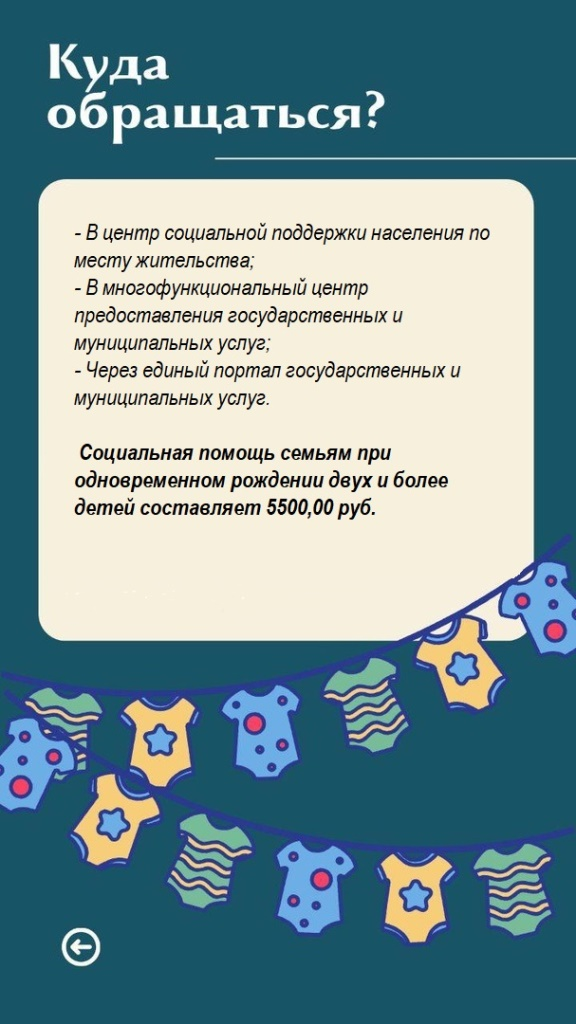 Куда
обращаться?
- В центр социальной поддержки населения по
месту жительства;
- В многофункциональный центр
предоставления государственных и
муниципальных услуг;
- Через единый портал государственных и
муниципальных услуг.
Социальная помощь семьям при
одновременном рождении двух и более
детей составляет 5500,00 руб.